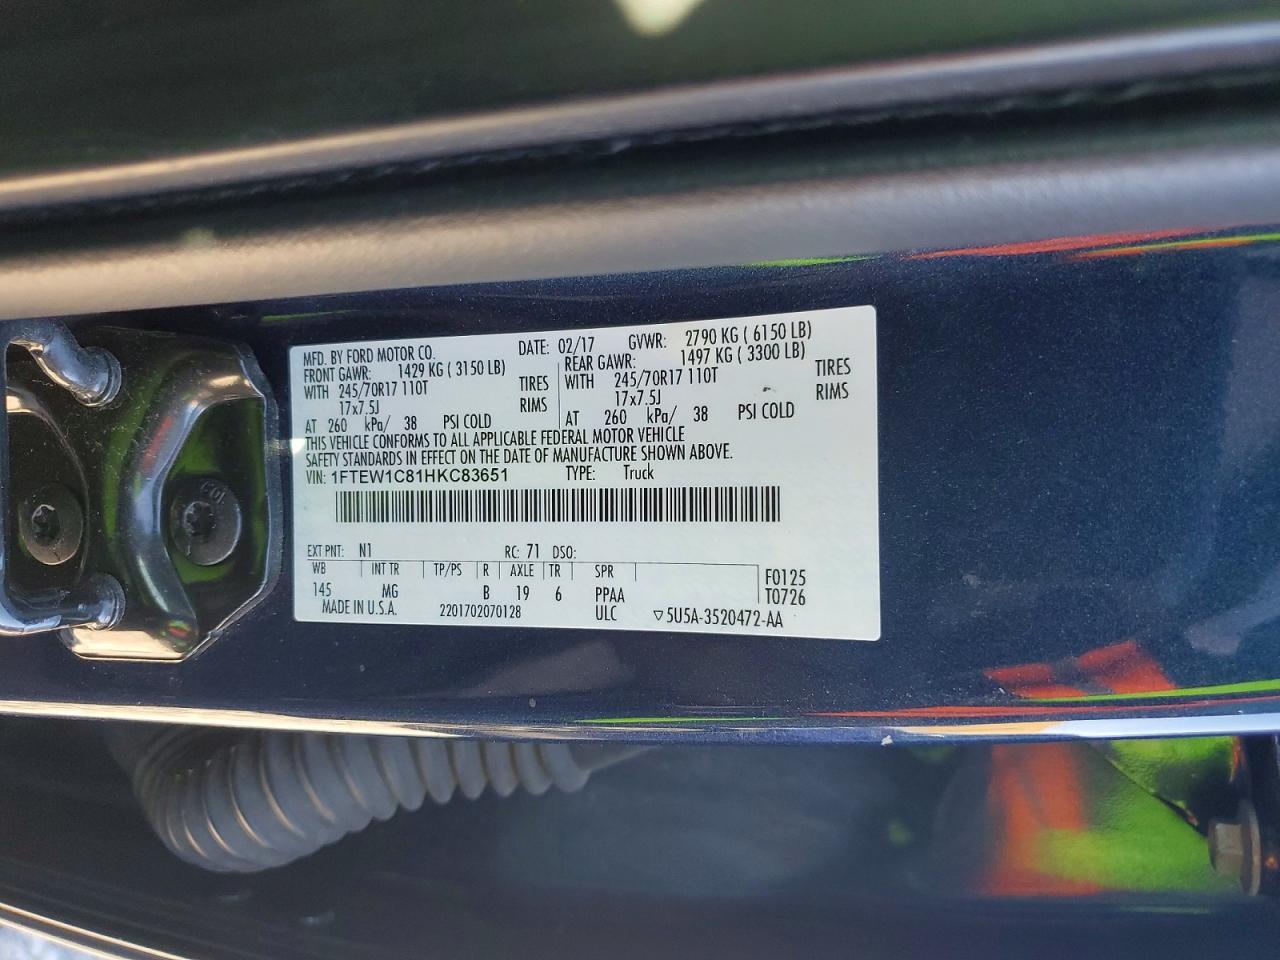 MFD. BY FORD MOTOR CO. DATE: 02/17 GVWR: 2790 KG ( 6150 LB)
FRONT GAWR: 1429 KG ( 3150 LB) REAR GAWR: 1497 KG ( 3300 LB)
WITH 245/70R17 110T TIRES WITH 245/70R17 110T TIRES
17x7.5J RIMS 17x7.5J RIMS
AT 260 kPa/ 38 PSI COLD AT 260 kPa/ 38 PSI COLD
THIS VEHICLE CONFORMS TO ALL APPLICABLE FEDERAL MOTOR VEHICLE
SAFETY STANDARDS IN EFFECT ON THE DATE OF MANUFACTURE SHOWN ABOVE.
VIN: 1FTEW1C81HKC83651 TYPE: Truck
EXT PNT: N1 RC: 71 DSO:
WB INT TR TP/PS R AXLE TR SPR
145 MG B 19 6 PPAA F0125
T0726
MADE IN U.S.A. 2201702070128 ULC ▽5U5A-3520472-AA